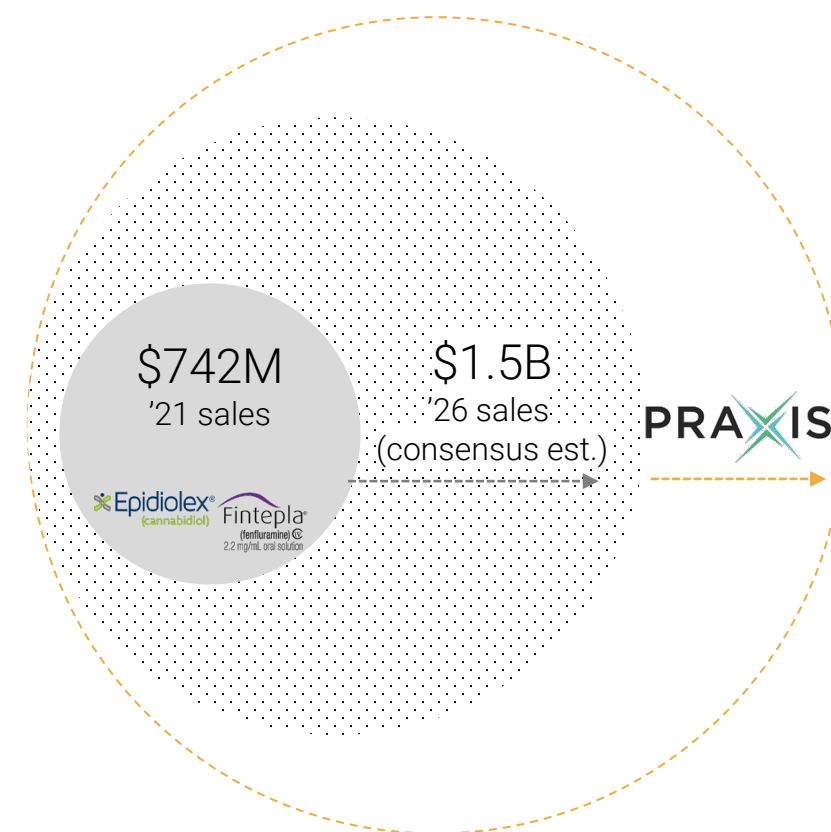 $742M
’21 sales
Epidiolex®
(cannabidiol)
Fintepla®
(fenfluramine) CIV
2.2 mg/mL oral solution
$1.5B
’26 sales
(consensus est.)
PRAXIS